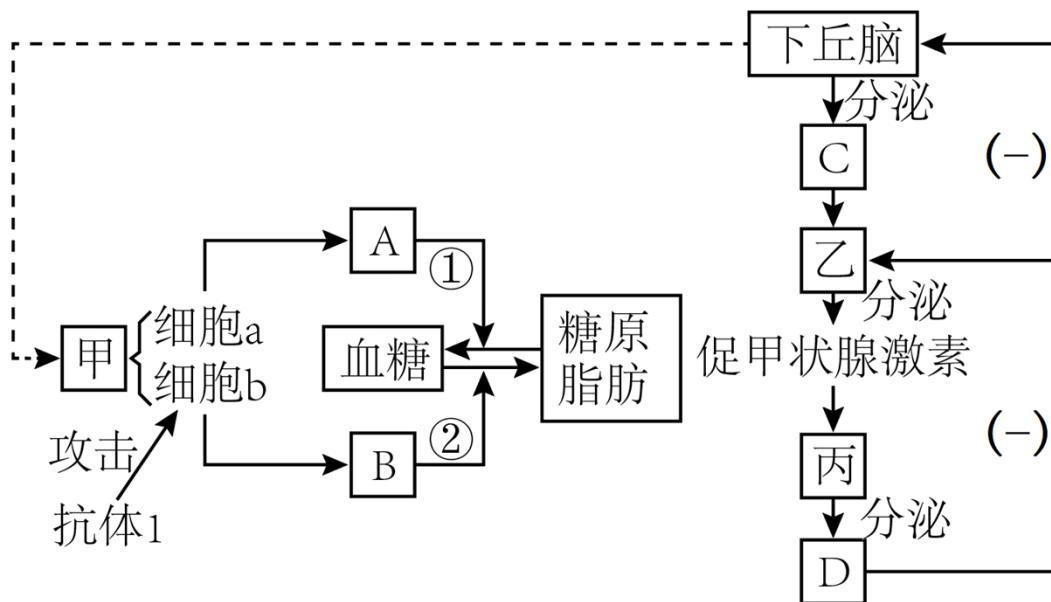 下丘脑
分泌
C
(-)
A
①
乙
分泌
细胞a
甲
血糖
糖原
脂肪
促甲状腺激素
细胞b
攻击
②
B
(-)
丙
抗体1
分泌
D